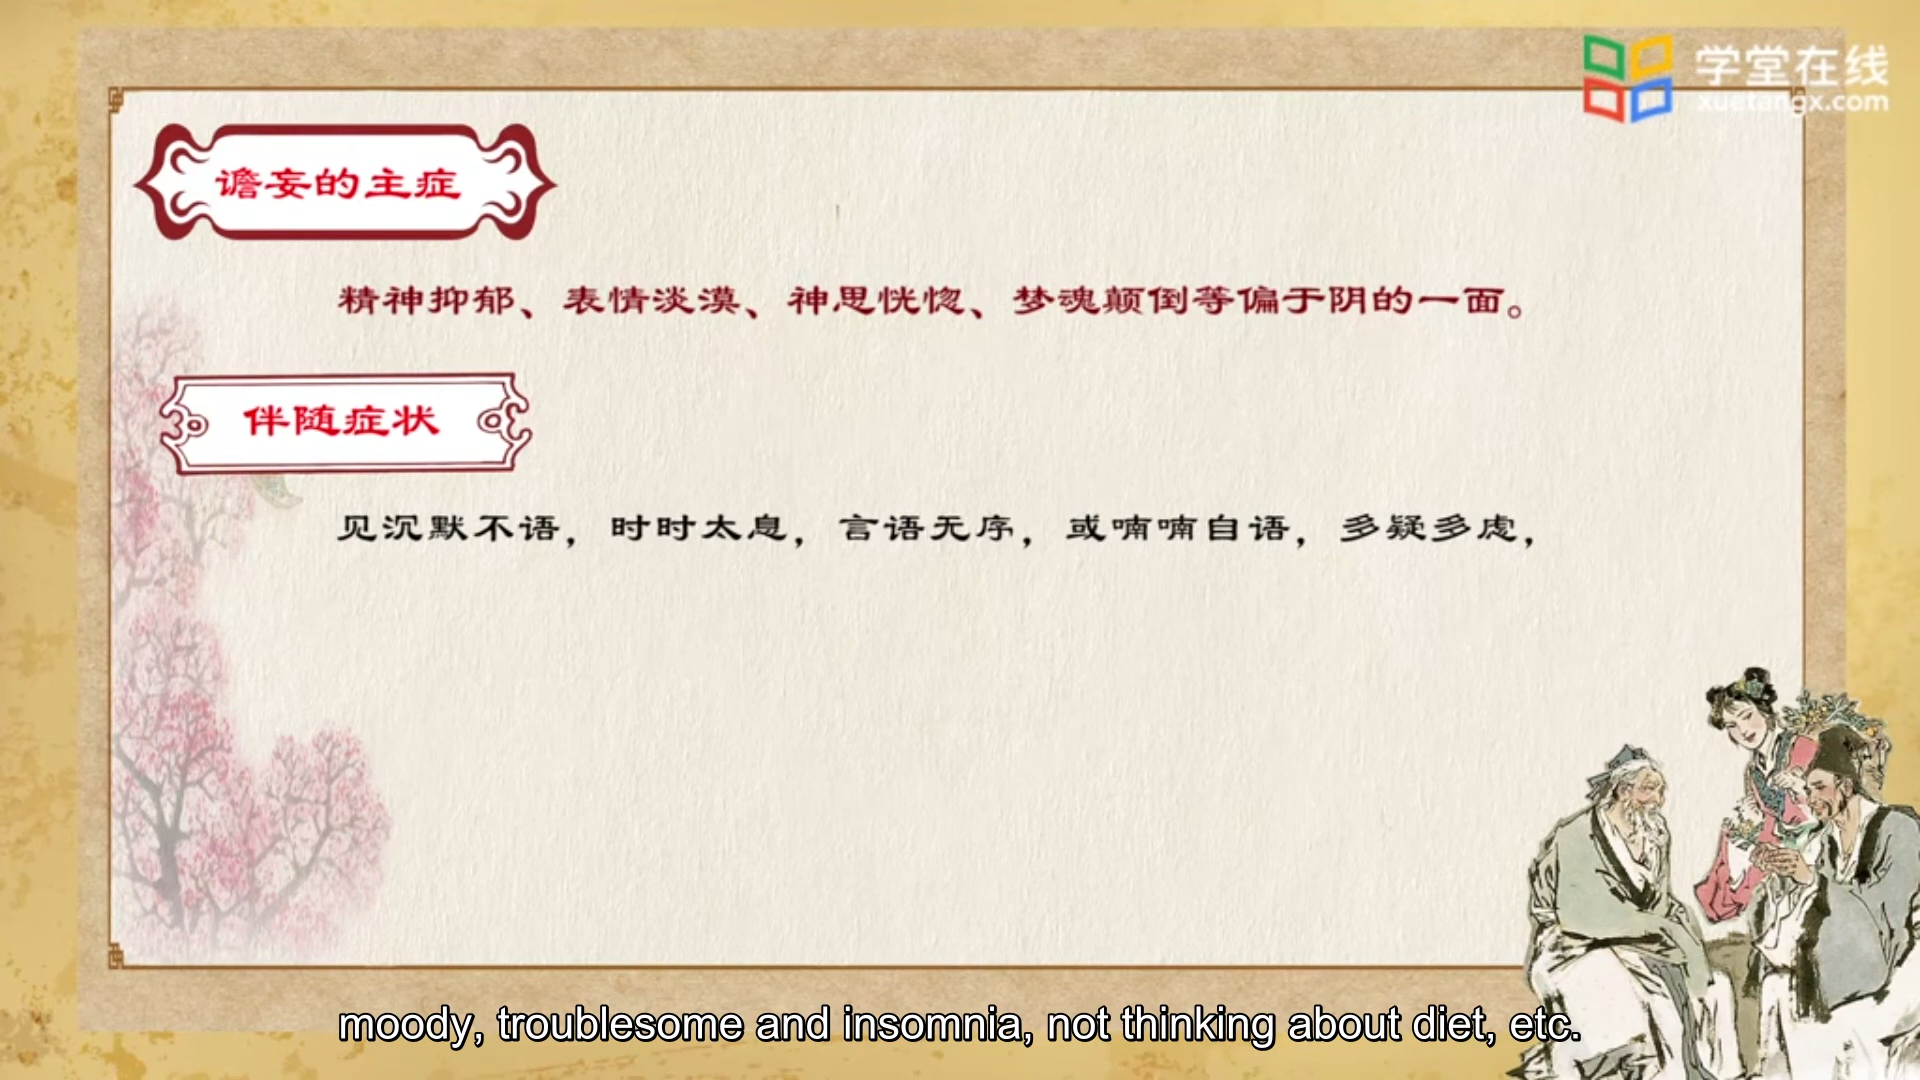 学堂在线
xuetangx.com
谵妄的主症
精神抑郁、表情淡漠、神思恍惚、梦魂颠倒等偏于阴的一面。
伴随症状
见沉默不语，时时太息，言语无序，或喃喃自语，多疑多虑，
moody, troublesome and insomnia, not thinking about diet, etc.